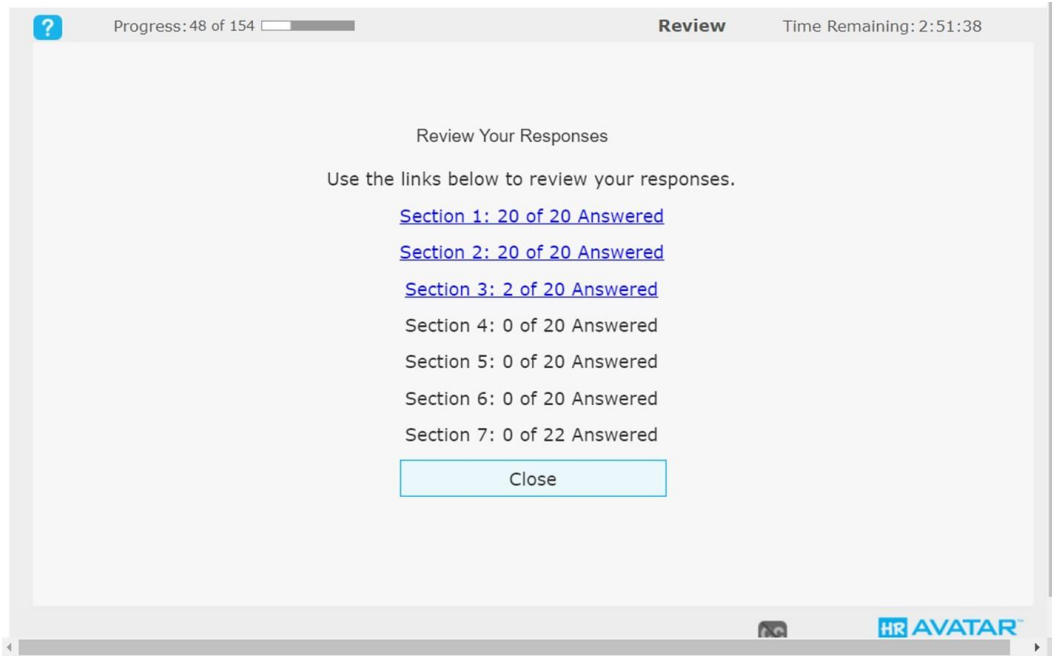 ?
Progress: 48 of 154
Review
Time Remaining: 2:51:38
Review Your Responses
Use the links below to review your responses.
Section 1: 20 of 20 Answered
Section 2: 20 of 20 Answered
Section 3: 2 of 20 Answered
Section 4: 0 of 20 Answered
Section 5: 0 of 20 Answered
Section 6: 0 of 20 Answered
Section 7: 0 of 22 Answered
Close
HR AVATAR